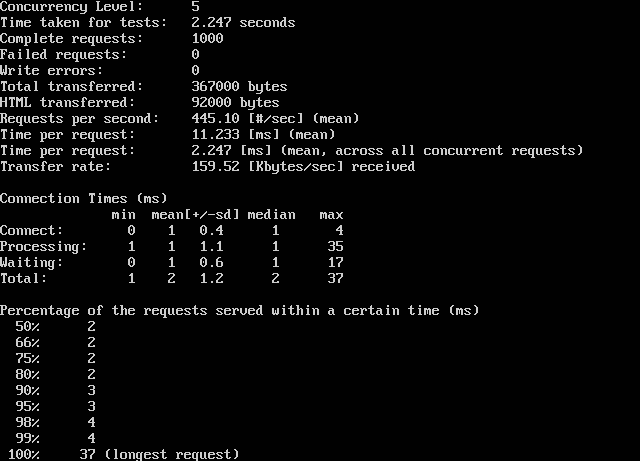 Concurrency Level:      5
Time taken for tests:   2.247 seconds
Complete requests:      1000
Failed requests:        0
Write errors:           0
Total transferred:      367000 bytes
HTML transferred:       92000 bytes
Requests per second:    445.10 [#/sec] (mean)
Time per request:       11.233 [ms] (mean)
Time per request:       2.247 [ms] (mean, across all concurrent requests)
Transfer rate:          159.52 [Kbytes/sec] received

Connection Times (ms)
              min  mean[+/-sd] median   max
Connect:        0    1   0.4      1       4
Processing:     1    1   1.1      1      35
Waiting:        0    1   0.6      1      17
Total:          1    2   1.2      2      37

Percentage of the requests served within a certain time (ms)
  50%      2
  66%      2
  75%      2
  80%      2
  90%      3
  95%      3
  98%      4
  99%      4
 100%     37 (longest request)